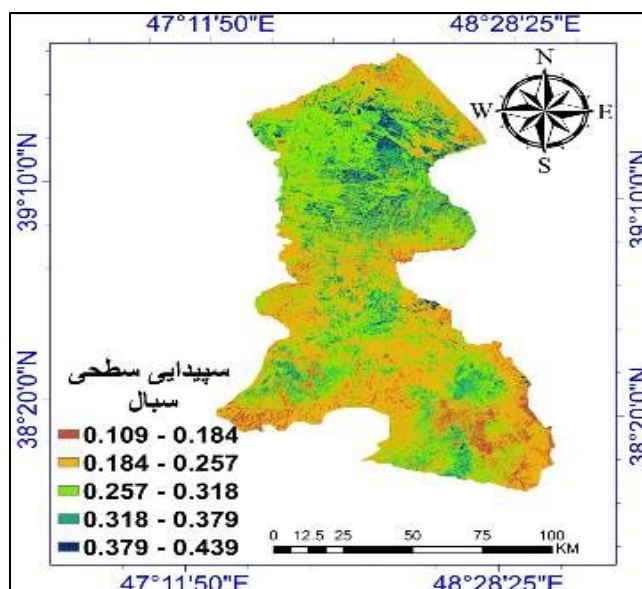 47°11'50"E 48°28'25"E
N
W E
S
39°10'0"N
39°10'0"N
38°20'0"N
38°20'0"N
سپیدایی سطحی
سبال
0.109 - 0.184
0.184 - 0.257
0.257 - 0.318
0.318 - 0.379
0.379 - 0.439
0 12.5 25 50 75 100
KM
47°11'50"E 48°28'25"E